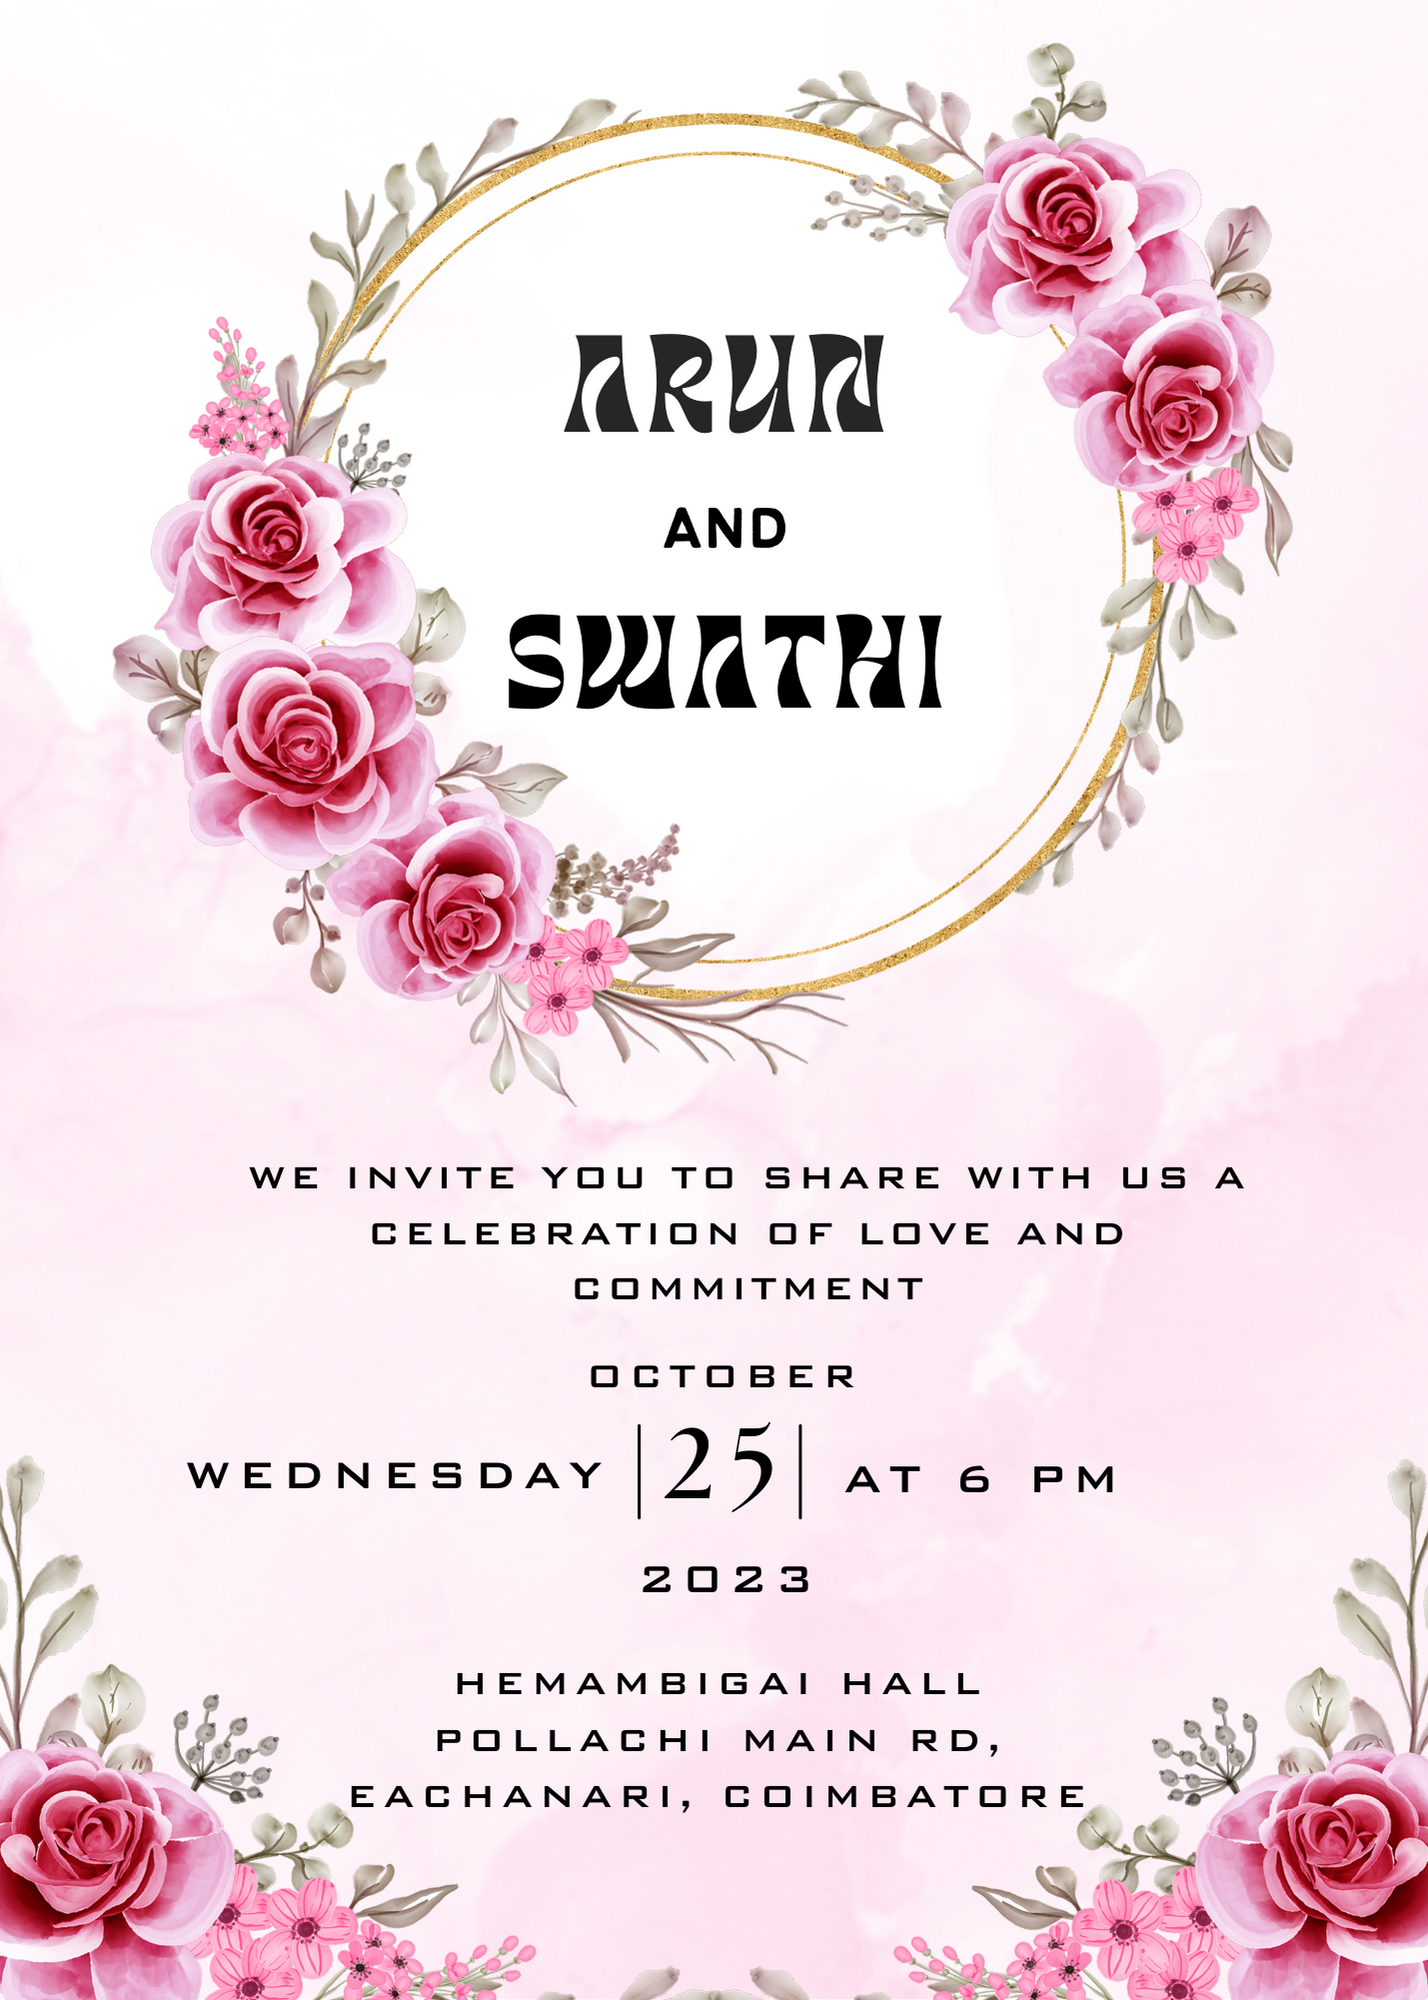 ARUN
AND
SWATHI
WE INVITE YOU TO SHARE WITH US A
CELEBRATION OF LOVE AND
COMMITMENT
OCTOBER
WEDNESDAY |25| AT 6 PM
2023
HEMAMBIGAI HALL
POLLACHI MAIN RD,
EACHANARI, COIMBATORE